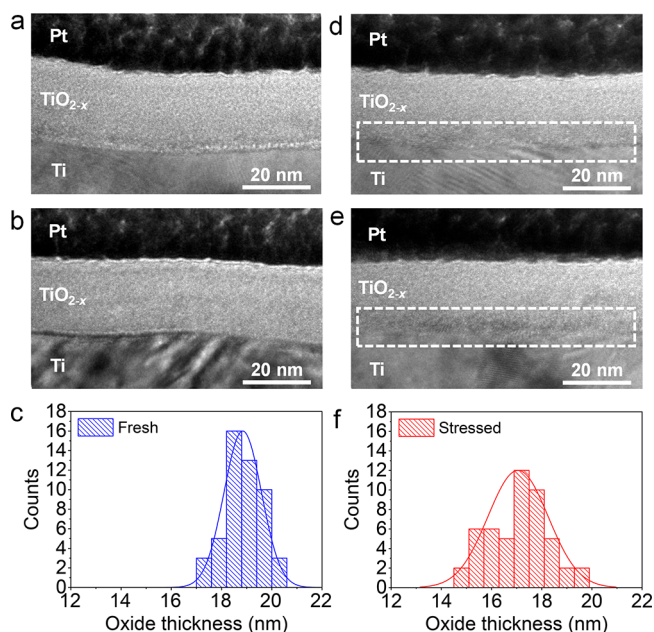 a
Pt
TiO2-x
Ti
20 nm
b
Pt
TiO2-x
Ti
20 nm
c
18
16
14
12
10
8
6
4
2
0
Counts
Fresh
12 14 16 18 20 22
Oxide thickness (nm)
d
Pt
TiO2-x
Ti
20 nm
e
Pt
TiO2-x
Ti
20 nm
f
18
16
14
12
10
8
6
4
2
0
Counts
Stressed
12 14 16 18 20 22
Oxide thickness (nm)